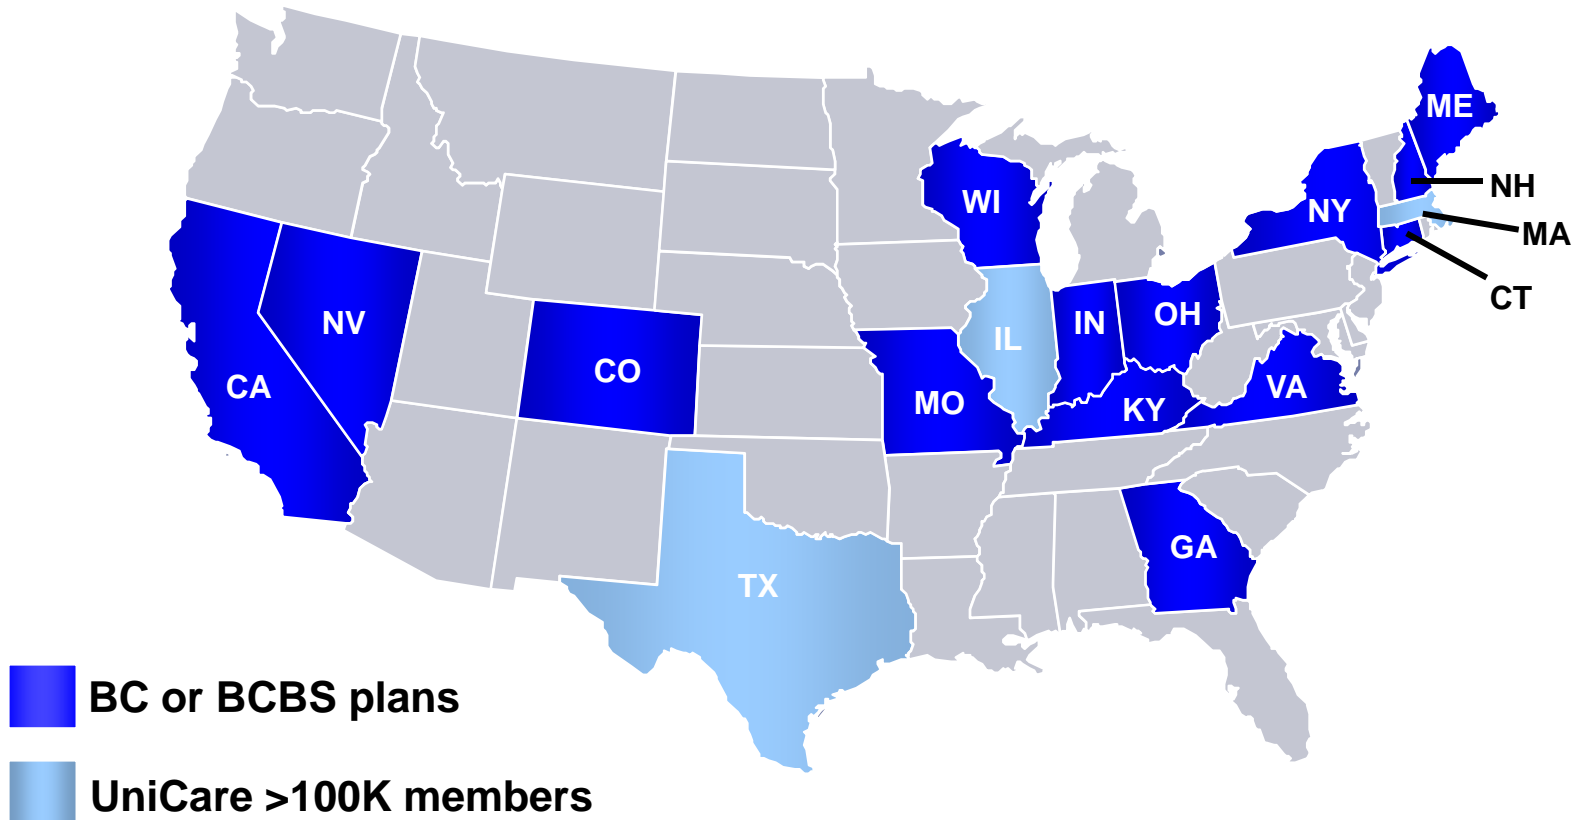 ME
WI
NH
NY
MA
CT
NV
IN
OH
IL
CO
CA
VA
MO
KY
GA
TX
BC or BCBS plans
UniCare >100K members